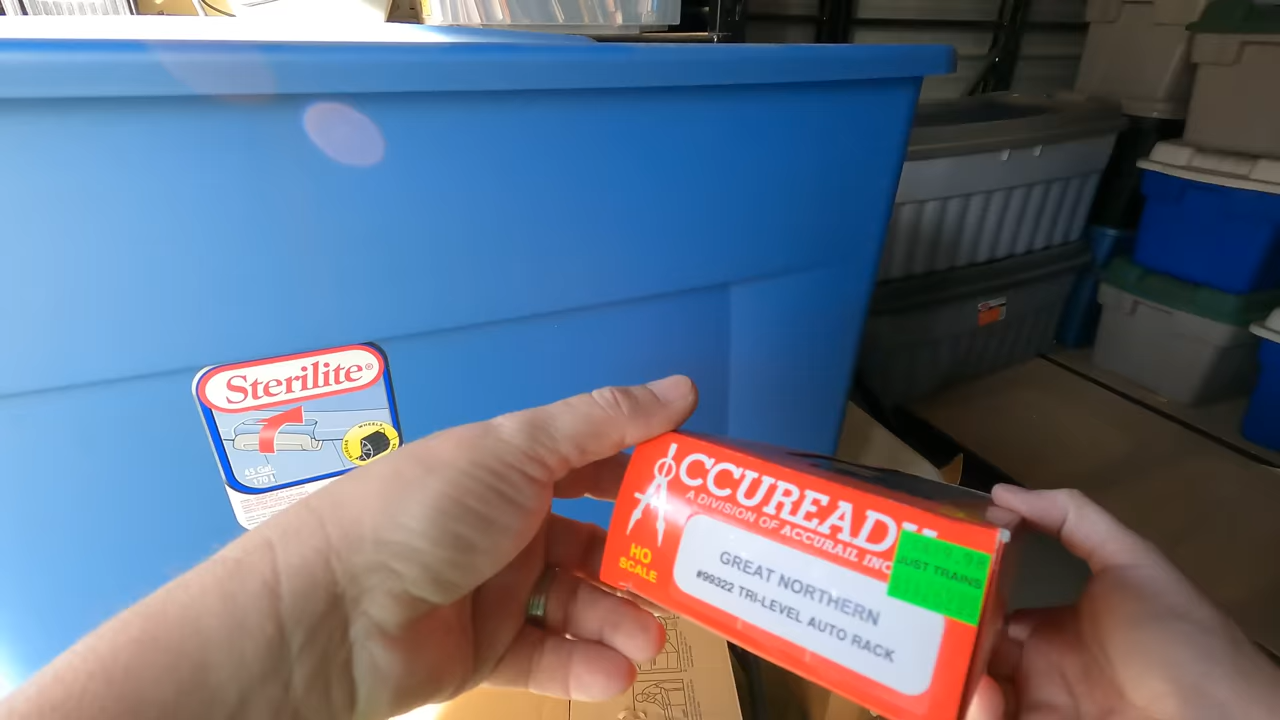 Sterilite®
WHEELS
45 Gal.
170 l
ACCUREADY
A DIVISION OF ACCURAIL INC
HO
SCALE
JUST TRAINS
GREAT NORTHERN
#99322 TRI-LEVEL AUTO RACK